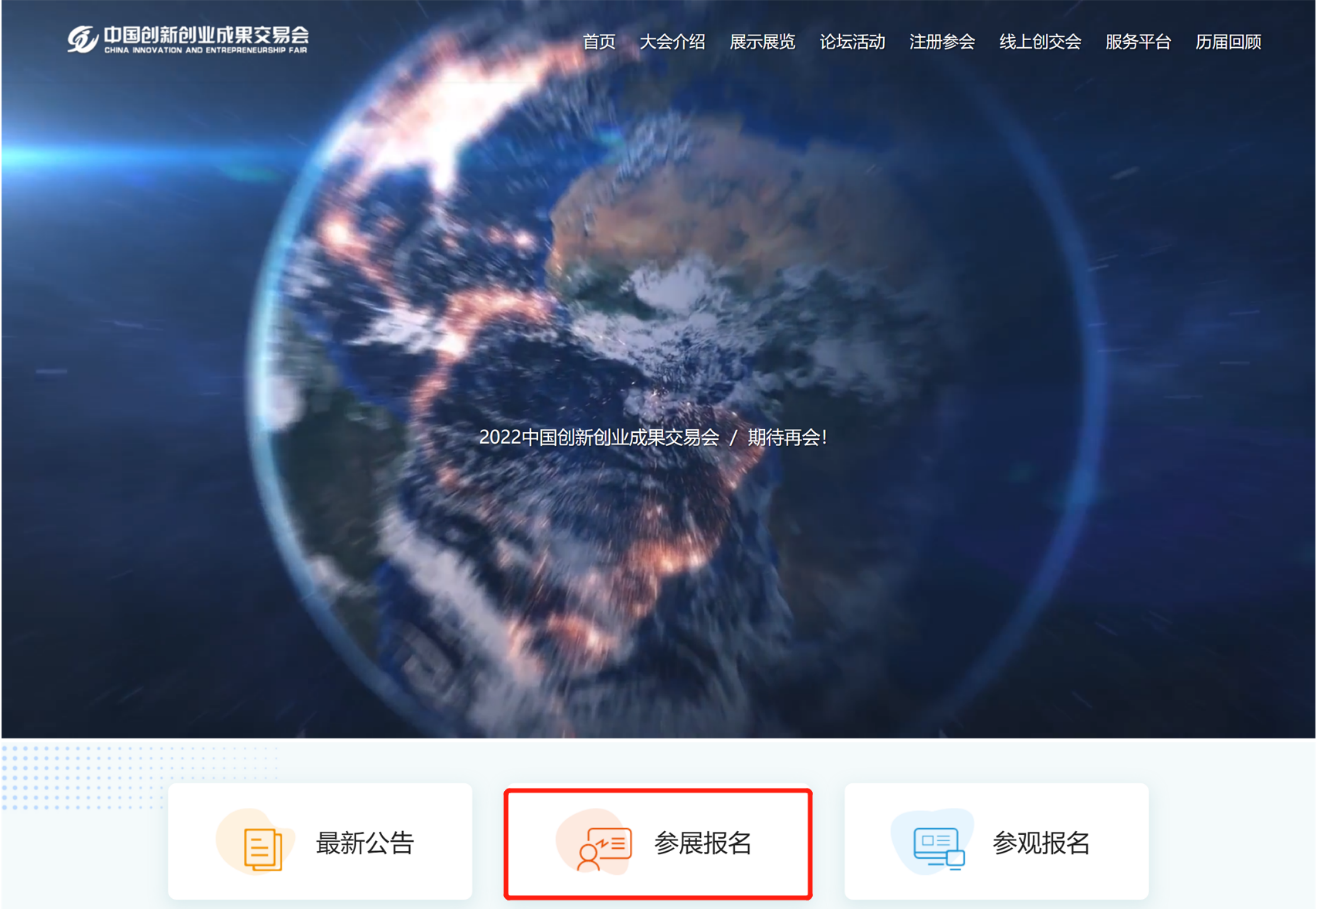 中国创新创业成果交易会
CHINA INNOVATION AND ENTREPRENEURSHIP FAIR
首页 大会介绍 展示展览 论坛活动 注册参会 线上创交会 服务平台 历届回顾
2022中国创新创业成果交易会 / 期待再会！
最新公告 参展报名 参观报名